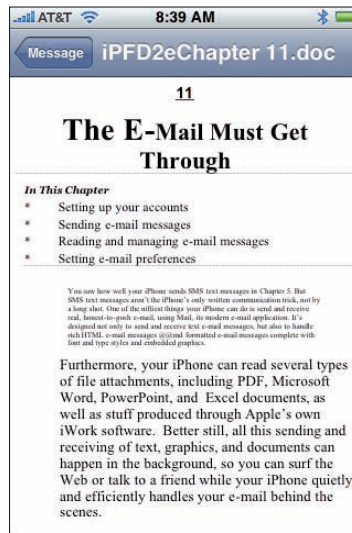 AT&T 8:39 AM
Message iPFD2eChapter 11.doc
11
The E-Mail Must Get
Through
In This Chapter
* Setting up your accounts
* Sending e-mail messages
* Reading and managing e-mail messages
* Setting e-mail preferences
You saw how well your iPhone sends SMS text messages in Chapter 5. But
SMS text messages aren't the iPhone's only written communication trick, not by
a long shot. One of the niftiest things your iPhone can do is send and receive
real, honest-to-gosh e-mail, using Mail, its modern e-mail application. It's
designed not only to send and receive text e-mail messages, but also to handle
rich HTML e-mail messages @@md formatted e-mail messages complete with
font and type styles and embedded graphics.
Furthermore, your iPhone can read several types
of file attachments, including PDF, Microsoft
Word, PowerPoint, and Excel documents, as
well as stuff produced through Apple's own
iWork software. Better still, all this sending and
receiving of text, graphics, and documents can
happen in the background, so you can surf the
Web or talk to a friend while your iPhone quietly
and efficiently handles your e-mail behind the
scenes.